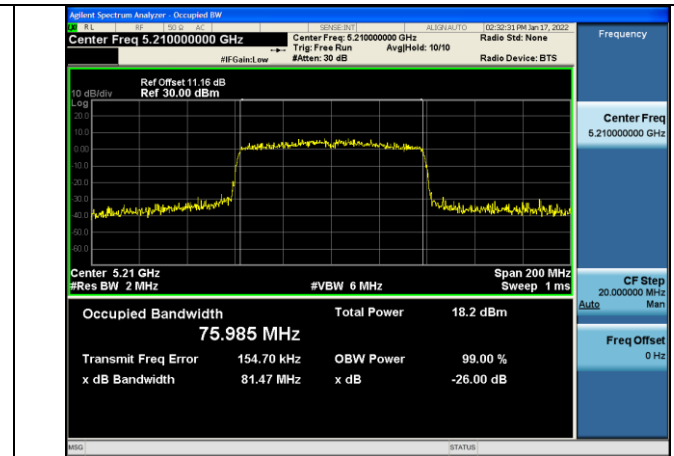 Agilent Spectrum Analyzer - Occupied BW
RL RF 50 Ω AC SENSE:INT ALIGNAUTO 02:32:31 PM Jan 17, 2022
Center Freq 5.210000000 GHz
Center Freq: 5.210000000 GHz
Radio Std: None
Trig: Free Run Avg|Hold: 10/10
#IFGain:Low
#Atten: 30 dB
Radio Device: BTS
Ref Offset 11.16 dB
10 dB/div Ref 30.00 dBm
Log
20.0
10.0
0.00
-10.0
-20.0
-30.0
-40.0
-50.0
-60.0
Center 5.21 GHz
Span 200 MHz
#Res BW 2 MHz
#VBW 6 MHz
Sweep 1 ms
Occupied Bandwidth
75.985 MHz
Total Power 18.2 dBm
Transmit Freq Error 154.70 kHz
OBW Power 99.00 %
x dB Bandwidth 81.47 MHz
x dB -26.00 dB
MSG
STATUS
Frequency
Center Freq
5.210000000 GHz
CF Step
20.000000 MHz
Auto Man
Freq Offset
0 Hz